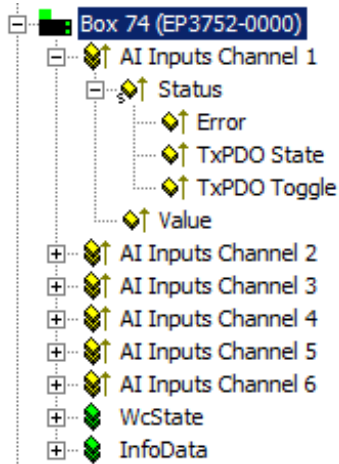 Box 74 (EP3752-0000)
AI Inputs Channel 1
Status
Error
TxPDO State
TxPDO Toggle
Value
AI Inputs Channel 2
AI Inputs Channel 3
AI Inputs Channel 4
AI Inputs Channel 5
AI Inputs Channel 6
WcState
InfoData